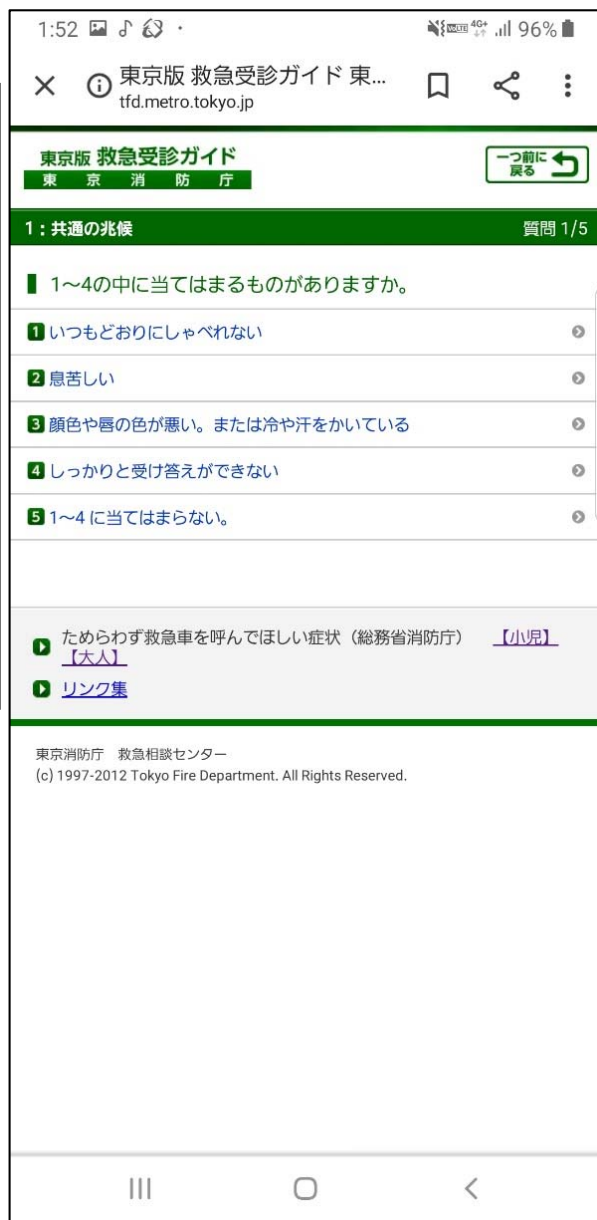 1:52
4G+
96%
東京版 救急受診ガイド 東...
tfd.metro.tokyo.jp
東京版 救急受診ガイド
東京消防庁
一つ前に
戻る
1：共通の兆候 質問 1/5
1～4の中に当てはまるものがありますか。
1 いつもどおりにしゃべれない
2 息苦しい
3 顔色や唇の色が悪い。または冷や汗をかいている
4 しっかりと受け答えができない
5 1～4 に当てはまらない。
ためらわず救急車を呼んでほしい症状（総務省消防庁） 【小児】
【大人】
リンク集
東京消防庁 救急相談センター
(c) 1997-2012 Tokyo Fire Department. All Rights Reserved.